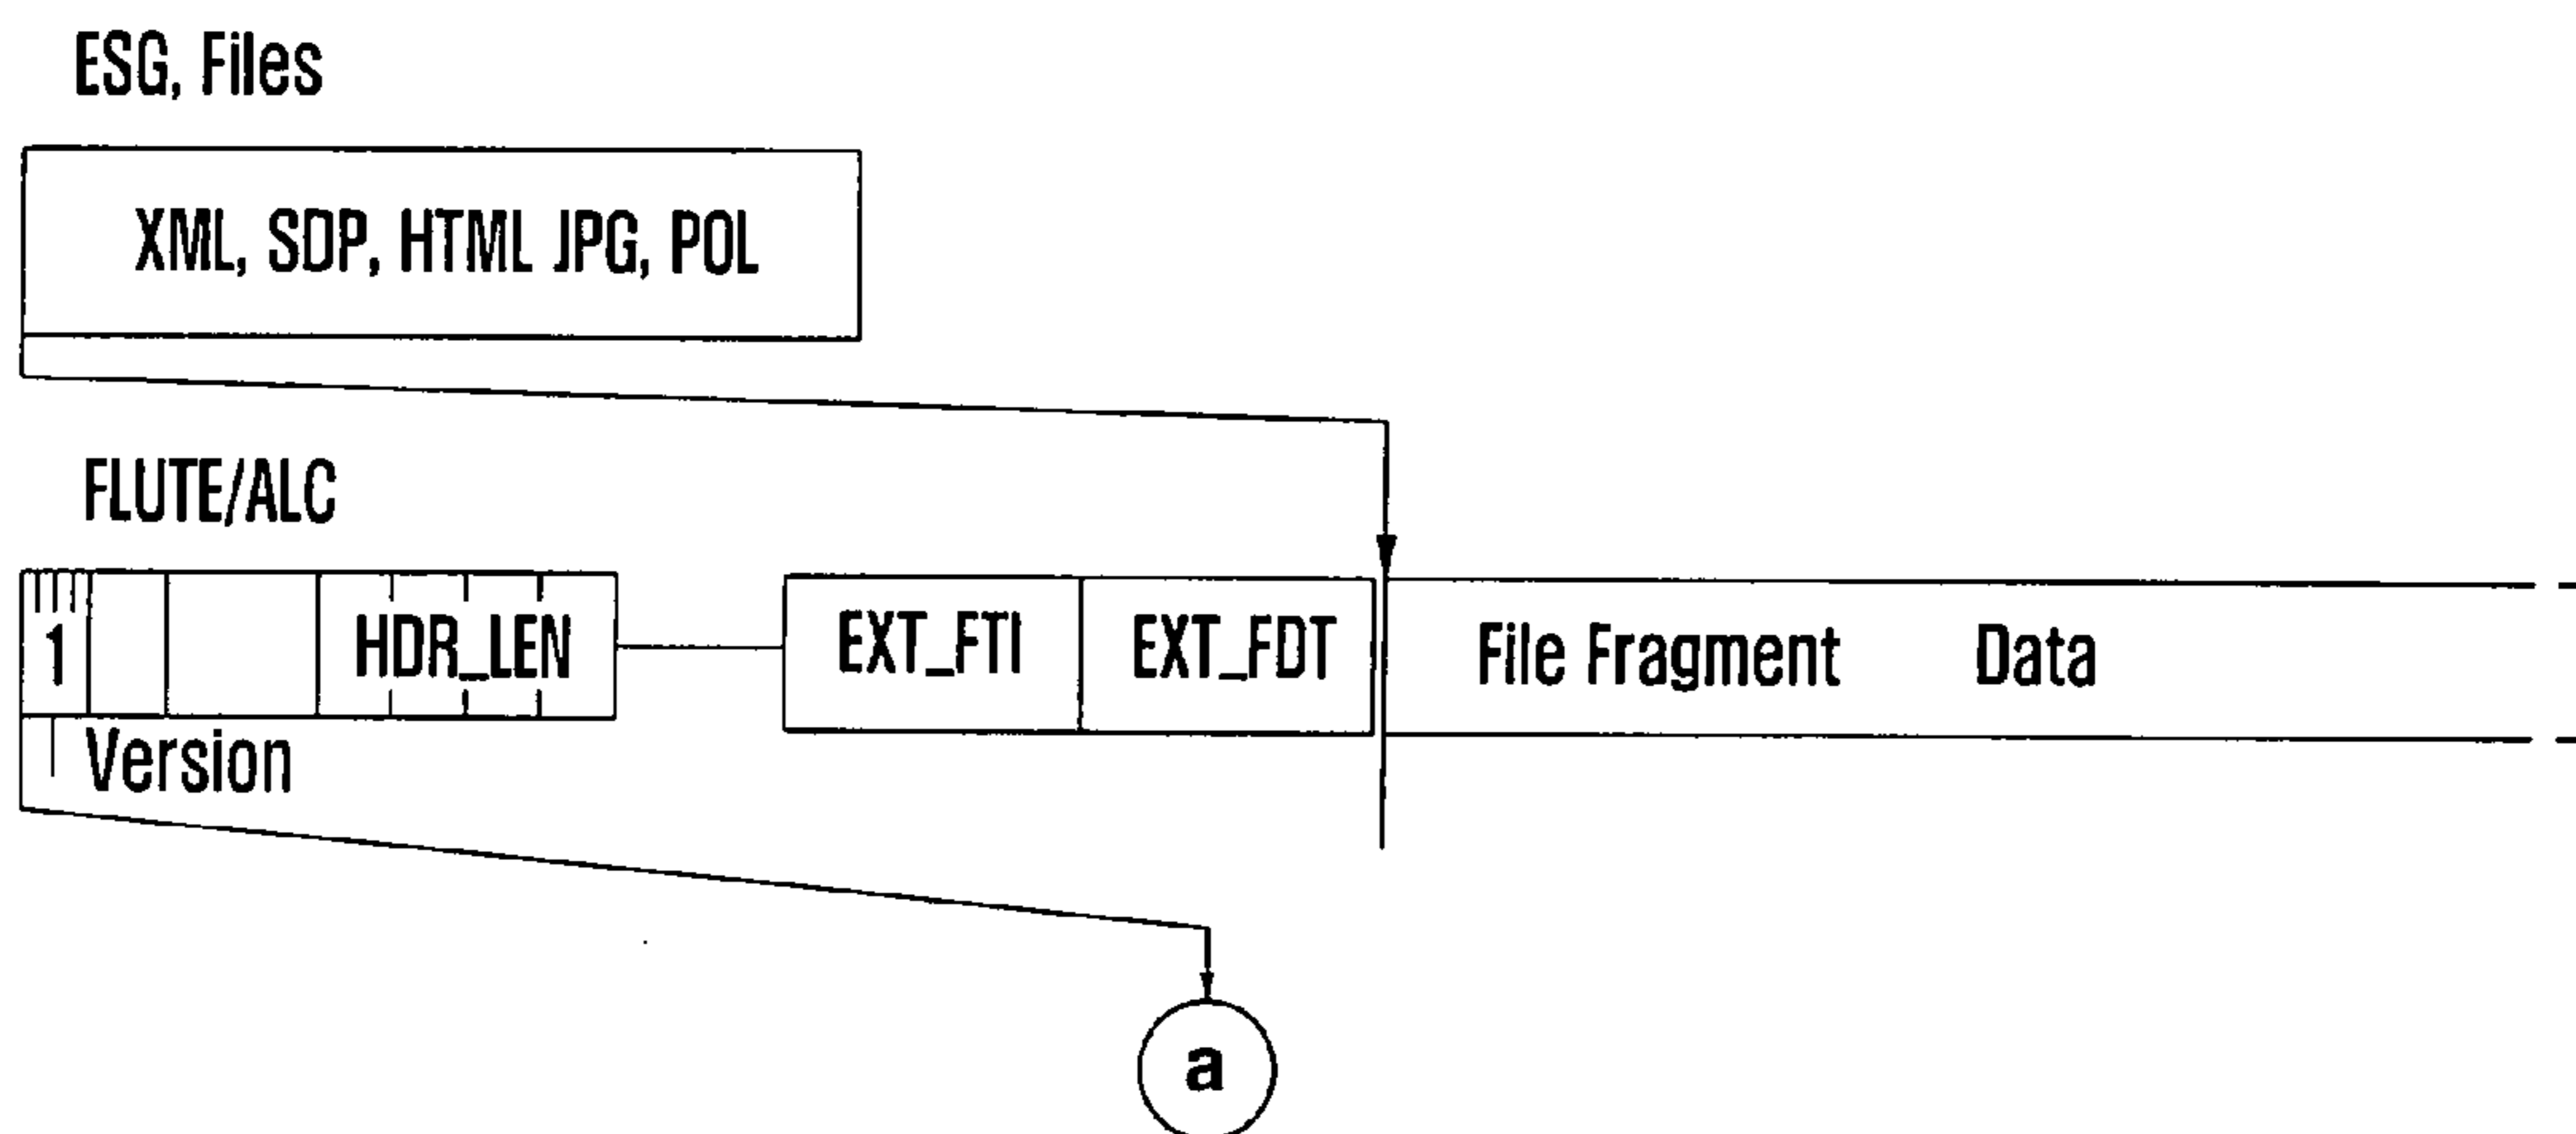 ESG, Files
XML, SDP, HTML JPG, POL
FLUTE/ALC
1 HDR_LEN EXT_FTI EXT_FDT File Fragment Data
Version
a